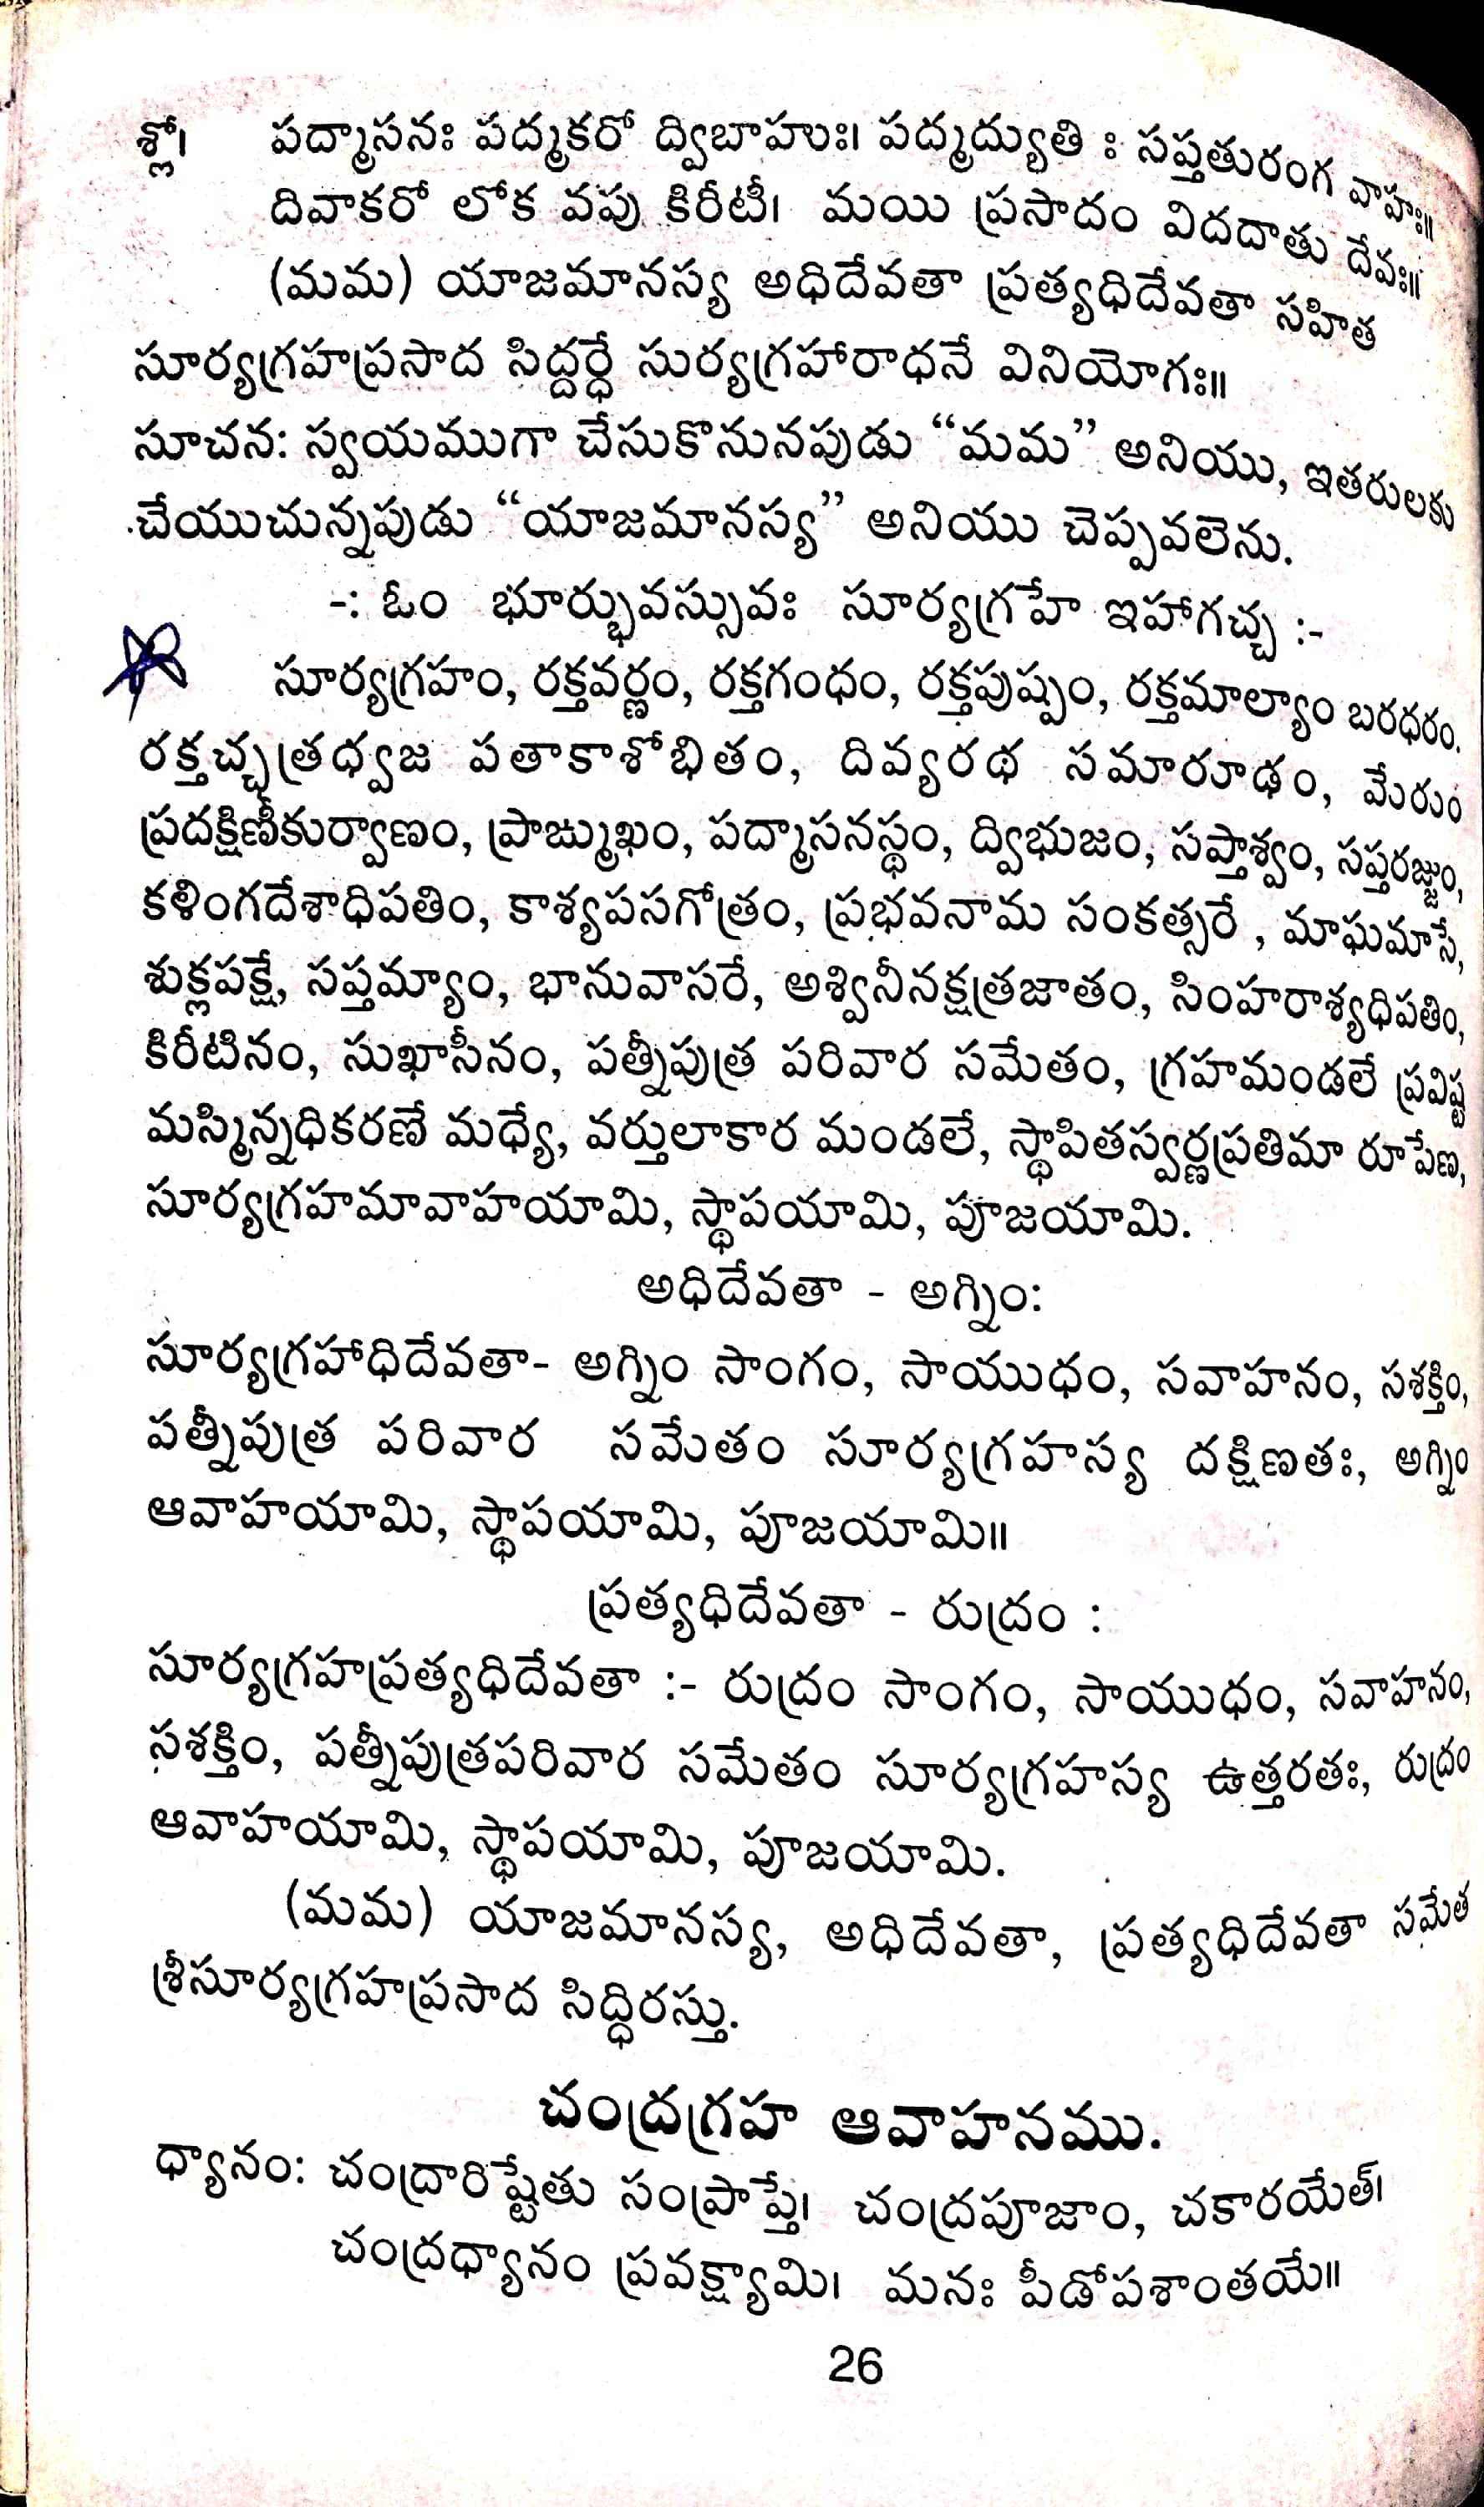 శ్లో। పద్మాసనః పద్మకరో ద్విబాహుః। పద్మద్యుతి ః సప్తతురంగ వాహః॥
దివాకరో లోక వపు కిరీటీ। మయి ప్రసాదం విదదాతు దేవః॥
(మమ) యాజమానస్య అధిదేవతా ప్రత్యధిదేవతా సహిత
సూర్యగ్రహప్రసాద సిద్దర్థే సుర్యగ్రహారాధనే వినియోగః॥
సూచన: స్వయముగా చేసుకొనునపుడు “మమ” అనియు, ఇతరులకు
చేయుచున్నపుడు “యాజమానస్య” అనియు చెప్పవలెను.
-: ఓం భూర్భువస్సువః సూర్యగ్రహే ఇహాగచ్ఛ :-
సూర్యగ్రహం, రక్తవర్ణం, రక్తగంధం, రక్తపుష్పం, రక్తమాల్యాం బరధరం.
రక్తచ్ఛత్రధ్వజ పతాకాశోభితం, దివ్యరథ సమారూఢం, మేరుం
ప్రదక్షిణీకుర్వాణం, ప్రాఙ్ముఖం, పద్మాసనస్థం, ద్విభుజం, సప్తాశ్వం, సప్తరజ్జుం,
కళింగదేశాధిపతిం, కాశ్యపసగోత్రం, ప్రభవనామ సంకత్సరే , మాఘమాసే,
శుక్లపక్షే, సప్తమ్యాం, భానువాసరే, అశ్వినీనక్షత్రజాతం, సింహరాశ్యధిపతిం,
కిరీటినం, సుఖాసీనం, పత్నీపుత్ర పరివార సమేతం, గ్రహమండలే ప్రవిష్ట
మస్మిన్నధికరణే మధ్యే, వర్తులాకార మండలే, స్థాపితస్వర్ణప్రతిమా రూపేణ,
సూర్యగ్రహమావాహయామి, స్థాపయామి, పూజయామి.
అధిదేవతా - అగ్నిం:
సూర్యగ్రహాధిదేవతా- అగ్నిం సాంగం, సాయుధం, సవాహనం, సశక్తిం,
పత్నీపుత్ర పరివార సమేతం సూర్యగ్రహస్య దక్షిణతః, అగ్నిం
ఆవాహయామి, స్థాపయామి, పూజయామి॥
ప్రత్యధిదేవతా - రుద్రం :
సూర్యగ్రహప్రత్యధిదేవతా :- రుద్రం సాంగం, సాయుధం, సవాహనం,
సశక్తిం, పత్నీపుత్రపరివార సమేతం సూర్యగ్రహస్య ఉత్తరతః, రుద్రం
ఆవాహయామి, స్థాపయామి, పూజయామి.
(మమ) యాజమానస్య, అధిదేవతా, ప్రత్యధిదేవతా సమేత
శ్రీసూర్యగ్రహప్రసాద సిద్ధిరస్తు.
చంద్రగ్రహ ఆవాహనము.
ధ్యానం: చంద్రారిష్టేతు సంప్రాప్తే। చంద్రపూజాం, చకారయేత్।
చంద్రధ్యానం ప్రవక్ష్యామి। మనః పీడోపశాంతయే॥
26